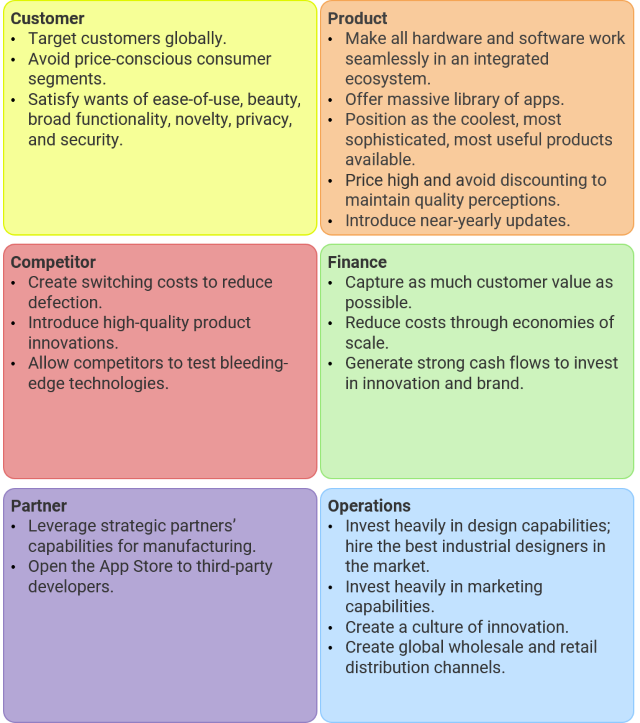 Customer
• Target customers globally.
• Avoid price-conscious consumer
segments.
• Satisfy wants of ease-of-use, beauty,
broad functionality, novelty, privacy,
and security.
Product
• Make all hardware and software work
seamlessly in an integrated
ecosystem.
• Offer massive library of apps.
• Position as the coolest, most
sophisticated, most useful products
available.
• Price high and avoid discounting to
maintain quality perceptions.
• Introduce near-yearly updates.
Competitor
• Create switching costs to reduce
defection.
• Introduce high-quality product
innovations.
• Allow competitors to test bleeding-
edge technologies.
Finance
• Capture as much customer value as
possible.
• Reduce costs through economies of
scale.
• Generate strong cash flows to invest
in innovation and brand.
Partner
• Leverage strategic partners’
capabilities for manufacturing.
• Open the App Store to third-party
developers.
Operations
• Invest heavily in design capabilities;
hire the best industrial designers in
the market.
• Invest heavily in marketing
capabilities.
• Create a culture of innovation.
• Create global wholesale and retail
distribution channels.